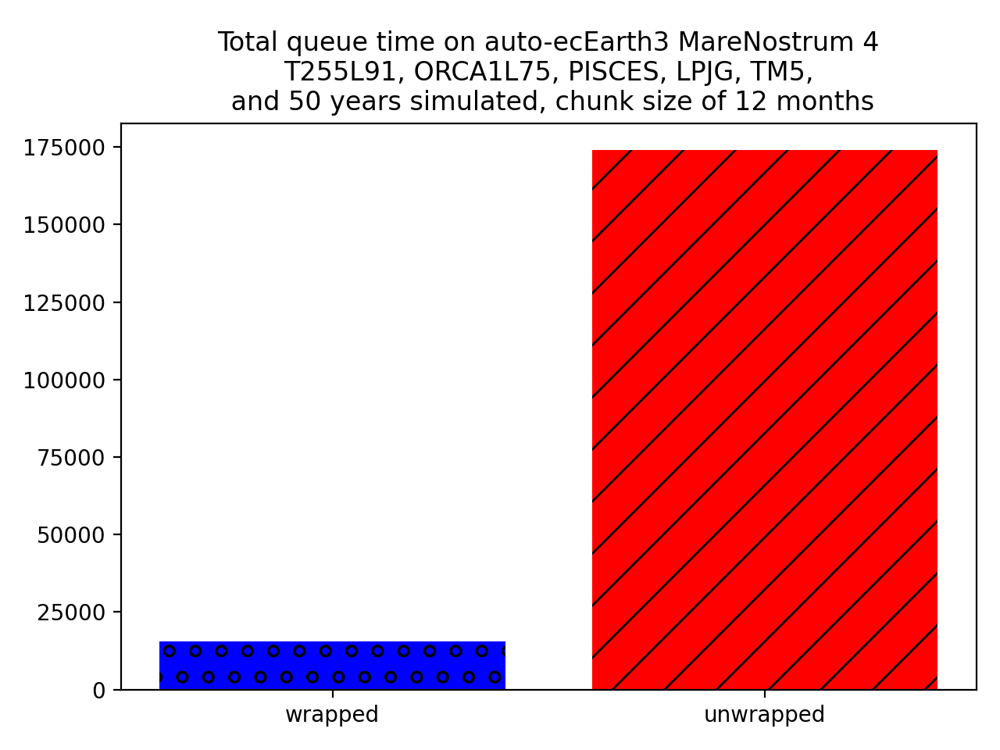 Total queue time on auto-ecEarth3 MareNostrum 4
T255L91, ORCA1L75, PISCES, LPJG, TM5,
and 50 years simulated, chunk size of 12 months
175000
150000
125000
100000
75000
50000
25000
0
wrapped
unwrapped